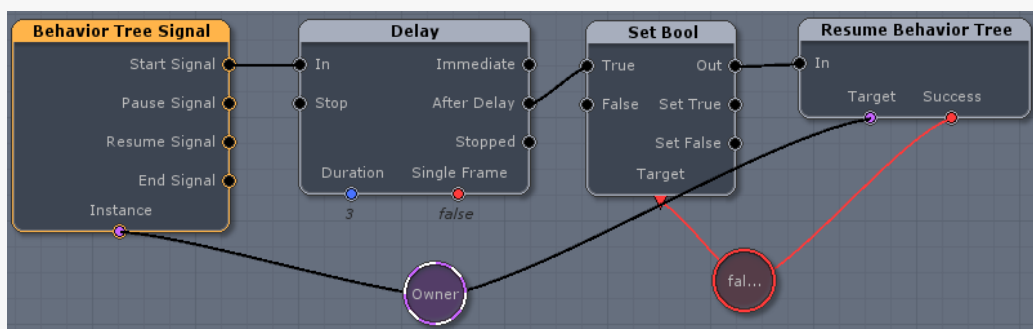 Behavior Tree Signal
Start Signal
Pause Signal
Resume Signal
End Signal
Instance
Delay
In
Immediate
Stop
After Delay
Stopped
Duration
Single Frame
3
false
Set Bool
True
Out
False
Set True
Set False
Target
Resume Behavior Tree
In
Target
Success
Owner
fal...